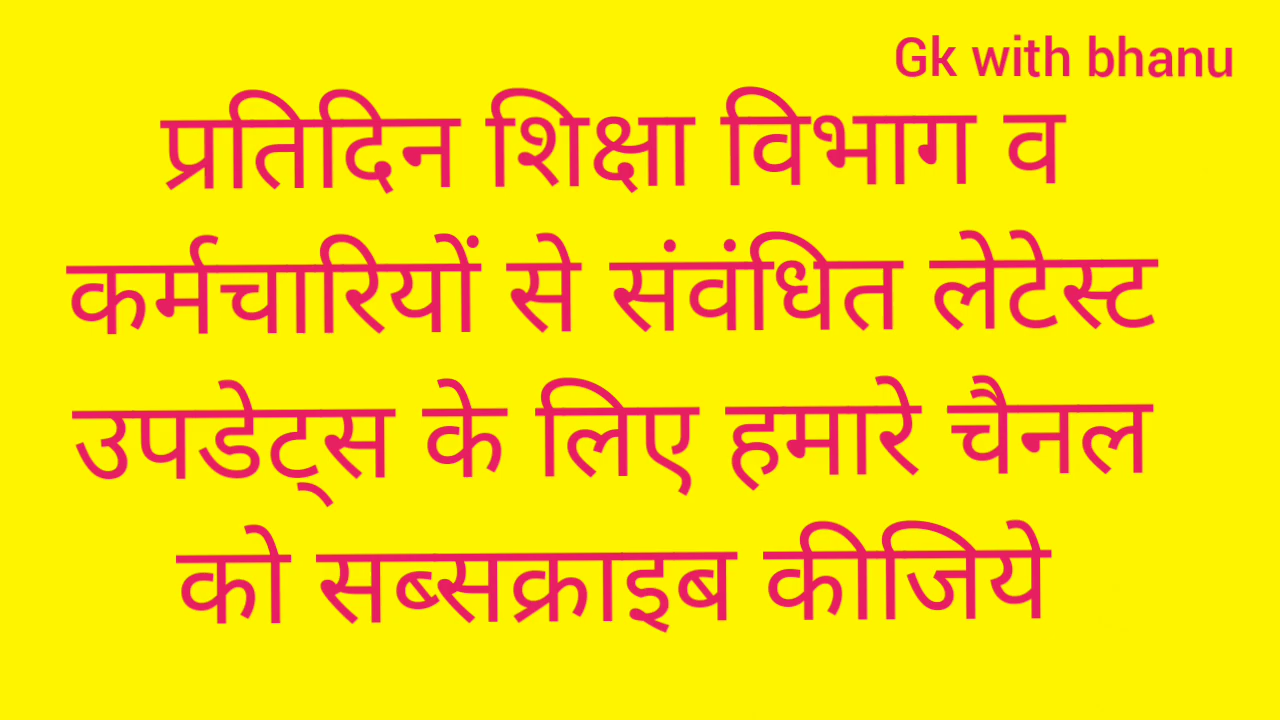 Gk with bhanu
प्रतिदिन शिक्षा विभाग व
कर्मचारियों से संवंधित लेटेस्ट
उपडेट्स के लिए हमारे चैनल
को सब्सक्राइब कीजिये